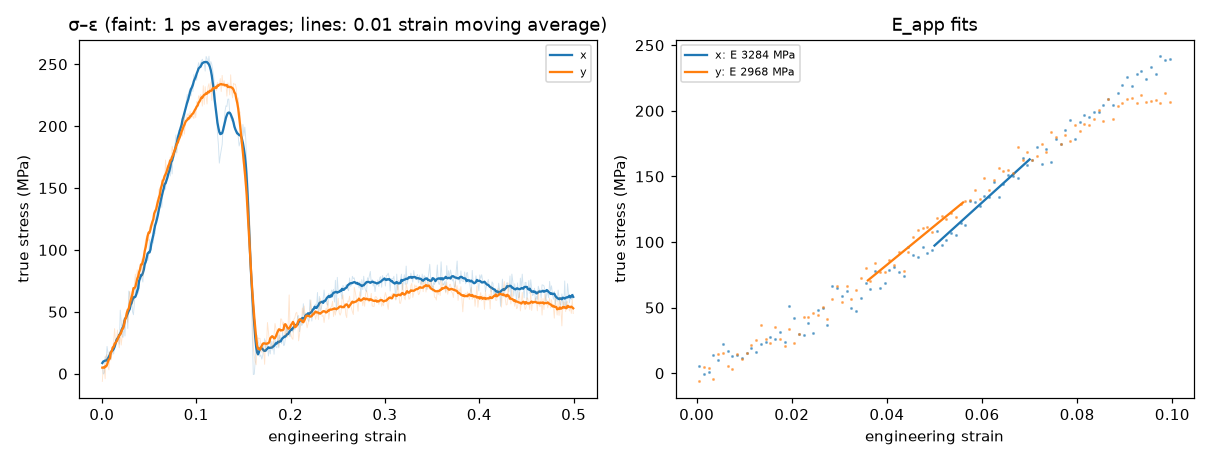 σ–ε (faint: 1 ps averages; lines: 0.01 strain moving average)
x
y
250
200
150
100
50
0
0.0 0.1 0.2 0.3 0.4 0.5
engineering strain
true stress (MPa)
E_app fits
x: E 3284 MPa
y: E 2968 MPa
250
200
150
100
50
0
0.00 0.02 0.04 0.06 0.08 0.10
engineering strain
true stress (MPa)